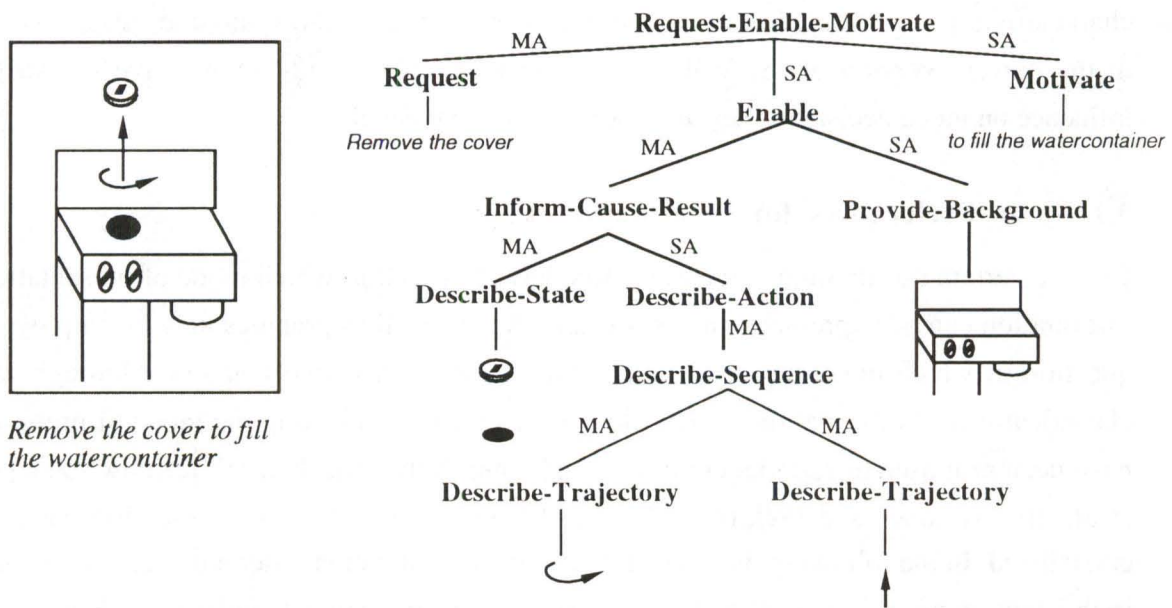 Request-Enable-Motivate
MA
SA
SA
Request
Motivate
Enable
Remove the cover
to fill the watercontainer
MA
SA
Inform-Cause-Result
Provide-Background
MA
SA
Describe-State
Describe-Action
MA
Describe-Sequence
MA
MA
Describe-Trajectory
Describe-Trajectory
Remove the cover to fill
the watercontainer